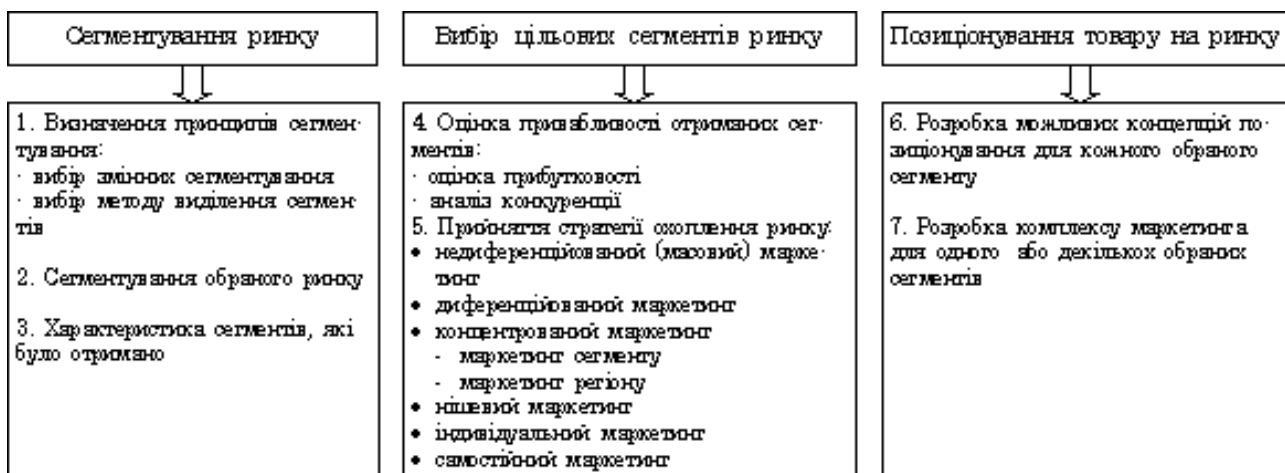 Сегментування ринку
Вибір цільових сегментів ринку
Позиціонування товару на ринку
1. Визначення принципів сегмен-
тування:
· вибір змінних сегментування
· вибір методу виділення сегмен-
тів
2. Сегментування обраного ринку
3. Характеристика сегментів, які
було отримано
4. Оцінка привабливості отриманих сег-
ментів:
· оцінка прибутковості
· аналіз конкуренції
5. Прийняття стратегії охоплення ринку:
• недиференційований (масовий) марке-
тинг
• диференційований маркетинг
• концентрований маркетинг
- маркетинг сегменту
- маркетинг регіону
• нішевий маркетинг
• індивідуальний маркетинг
• самостійний маркетинг
6. Розробка можливих концепцій по-
зиціонування для кожного обраного
сегменту
7. Розробка комплексу маркетинга
для одного або декількох обраних
сегментів